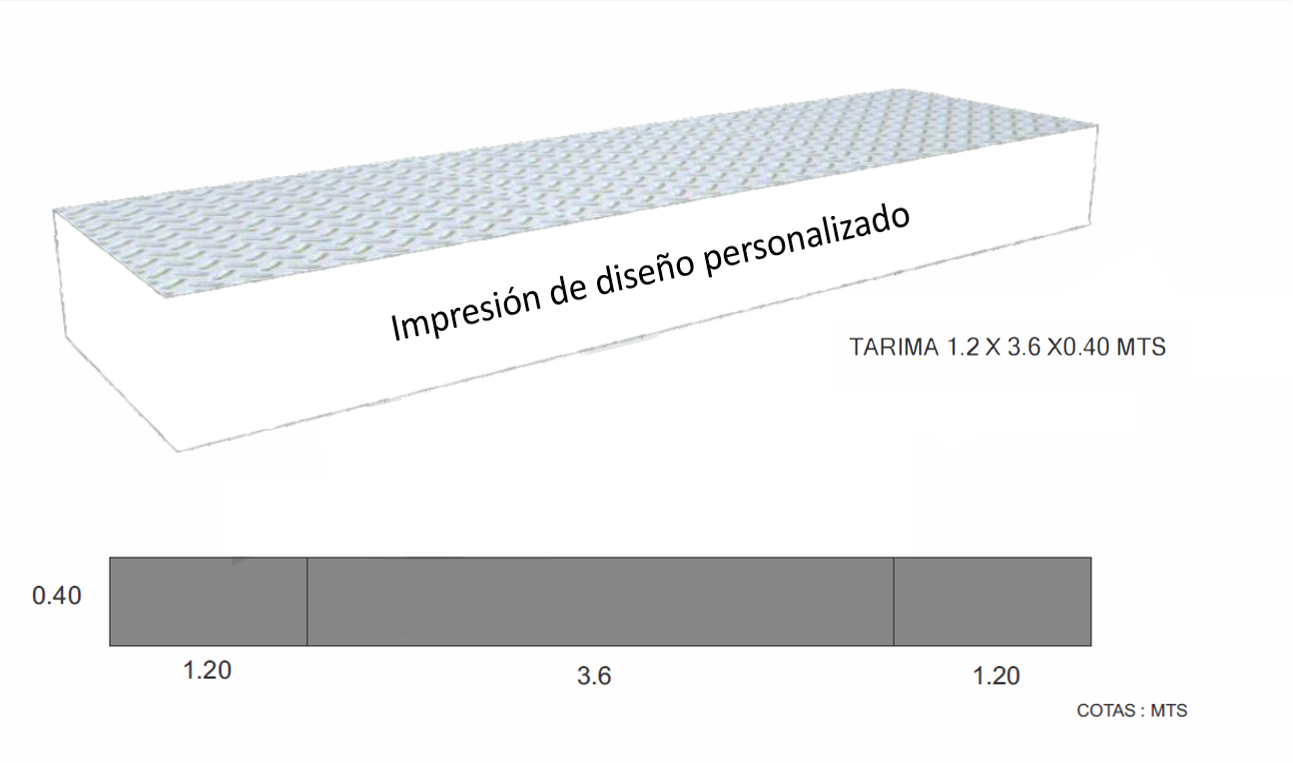 Impresión de diseño personalizado
TARIMA 1.2 X 3.6 X0.40 MTS
0.40
1.20
3.6
1.20
COTAS : MTS